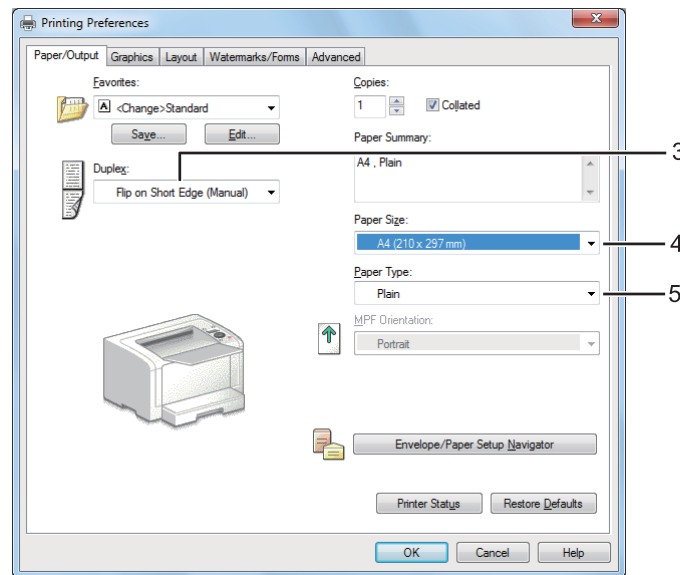 Printing Preferences
x
Paper/Output Graphics Layout Watermarks/Forms Advanced
Favorites:
A <Change>Standard
Save... Edit...
Duplex:
Flip on Short Edge (Manual)
Copies:
1 Collated
Paper Summary:
A4 , Plain
3
Paper Size:
A4 (210 x 297 mm)
4
Paper Type:
Plain
5
MPF Orientation:
Portrait
Envelope/Paper Setup Navigator
Printer Status Restore Defaults
OK Cancel Help